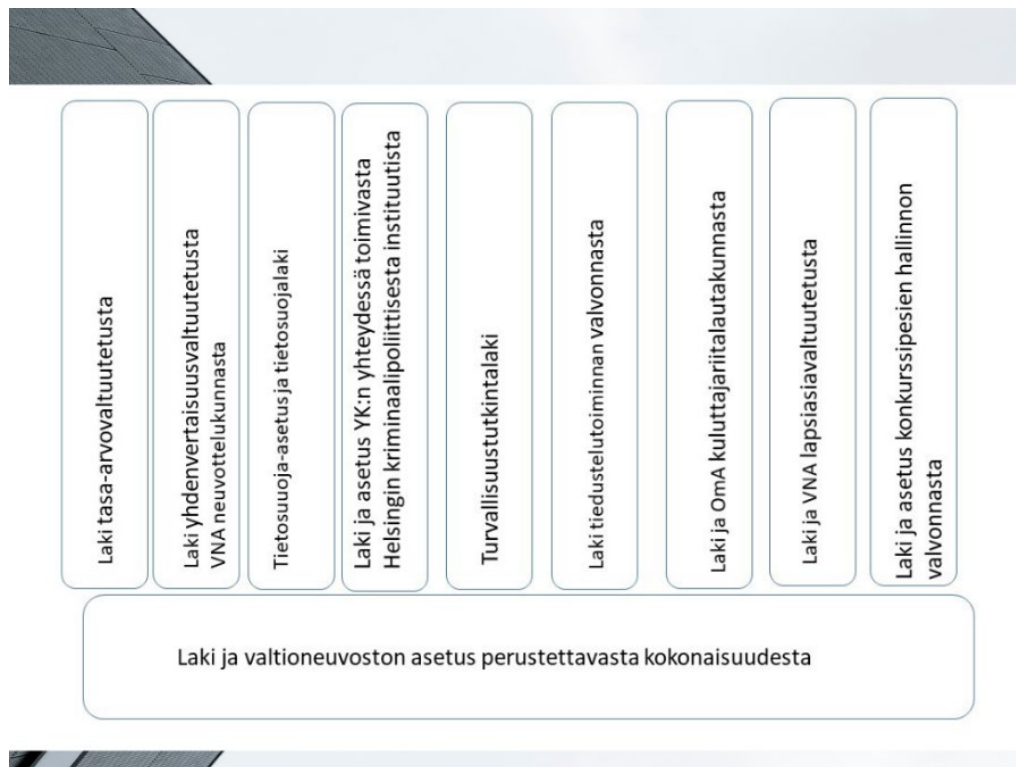 Laki tasa-arvovaltuutetusta
Laki yhdenvertaisuusvaltuutetusta
VNA neuvottelukunnasta
Tietosuoja-asetus ja tietosuojalaki
Laki ja asetus YK:n yhteydessä toimivasta
Helsingin kriminaalipoliittisesta instituutista
Turvallisuustutkintalaki
Laki tiedustelutoiminnan valvonnasta
Laki ja OmA kuluttajariitalautakunnasta
Laki ja VNA lapsiasiavaltuutetusta
Laki ja asetus konkurssipesien hallinnon
valvonnasta
Laki ja valtioneuvoston asetus perustettavasta kokonaisuudesta